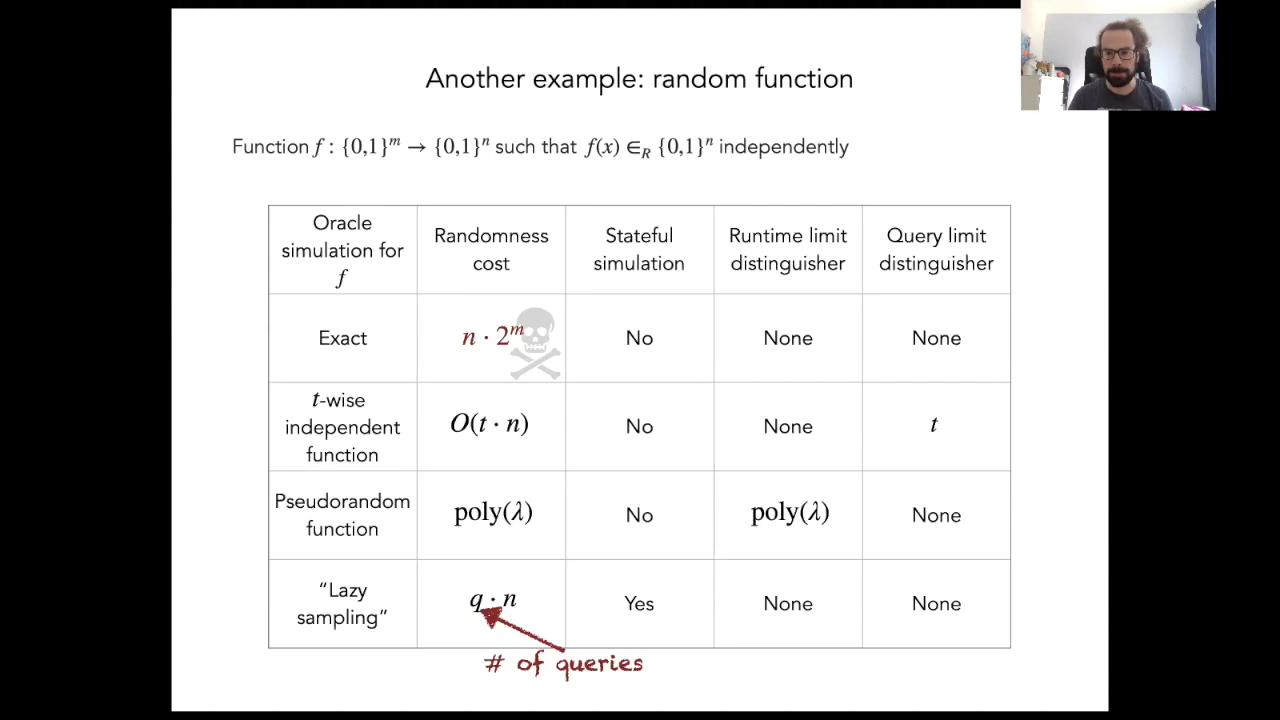 Another example: random function
Function f : {0,1}ᵐ → {0,1}ⁿ such that f(x) ∈_R {0,1}ⁿ independently
Oracle simulation for f
Randomness cost
Stateful simulation
Runtime limit distinguisher
Query limit distinguisher
Exact
n · 2ᵐ
No
None
None
t-wise independent function
O(t · n)
No
None
t
Pseudorandom function
poly(λ)
No
poly(λ)
None
“Lazy sampling”
q · n
Yes
None
None
# of queries